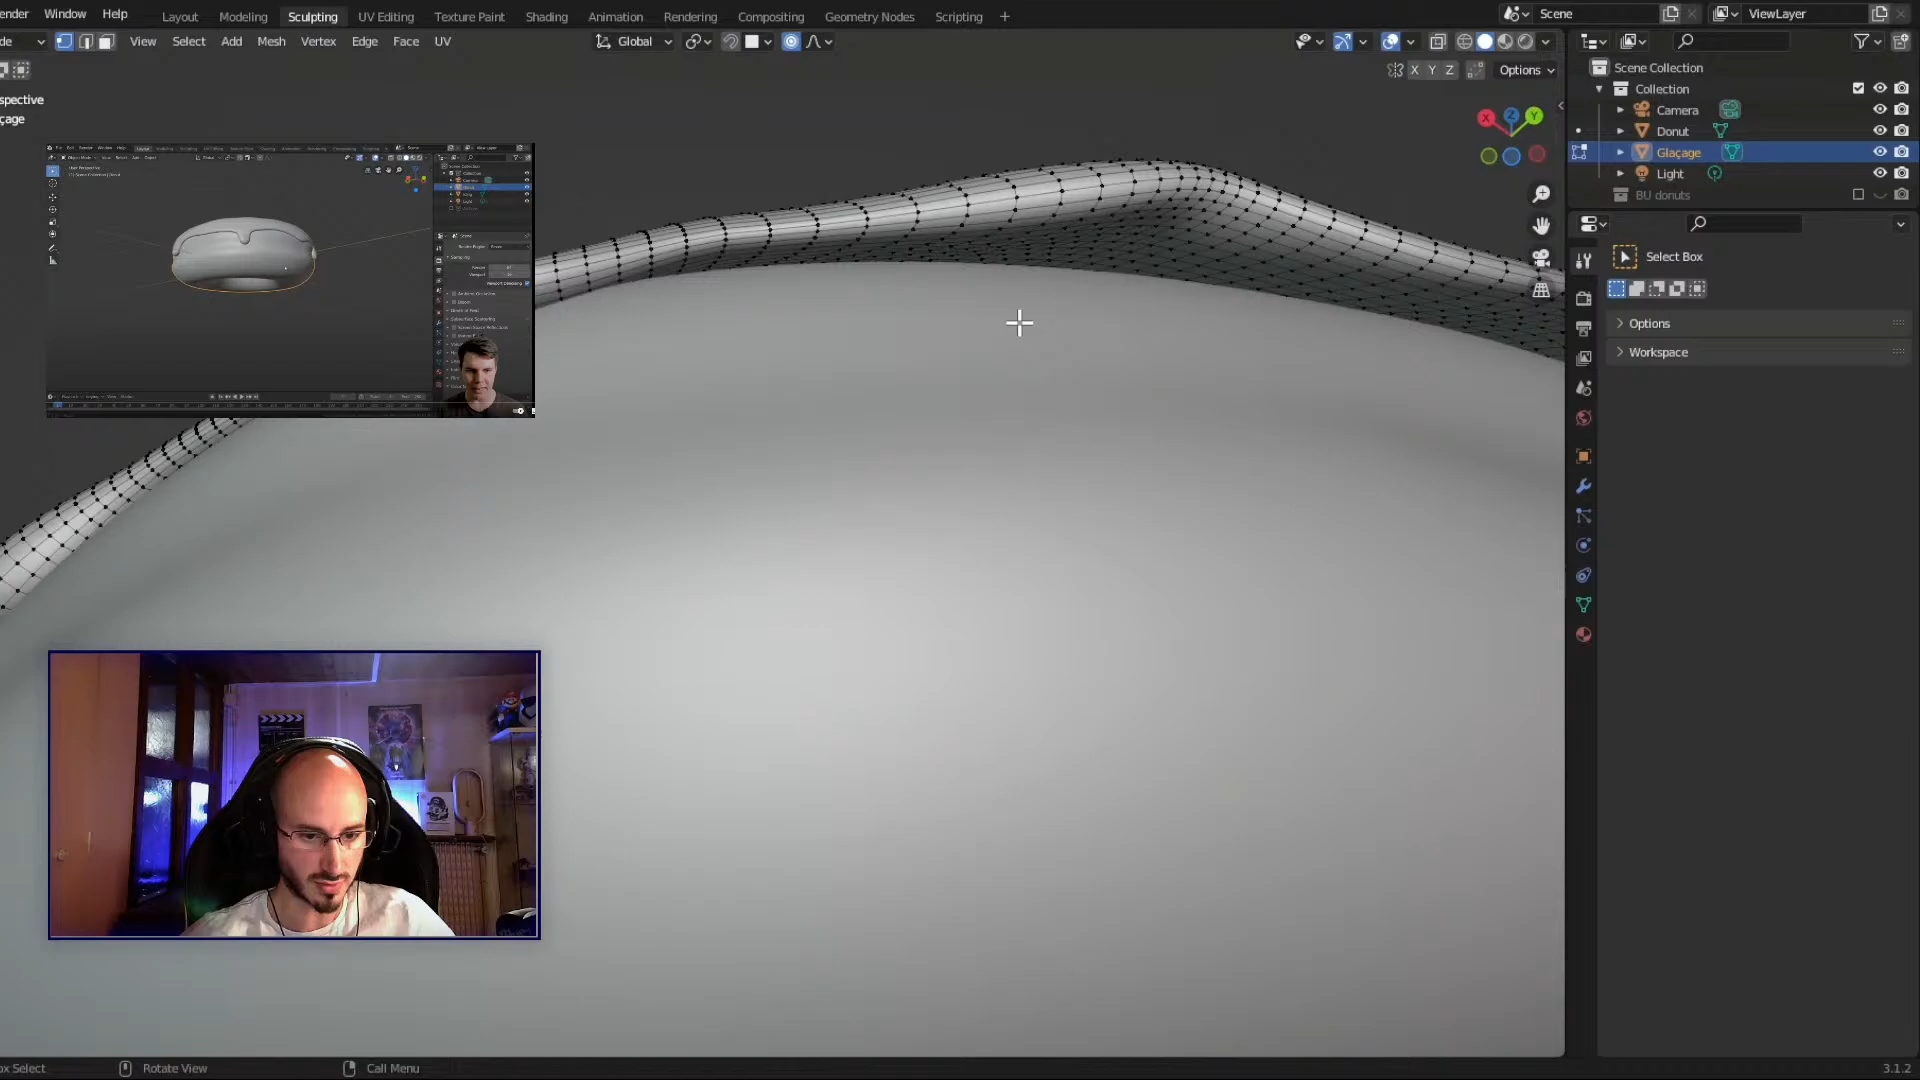 ender Window Help Layout Modeling Sculpting UV Editing Texture Paint Shading Animation Rendering Compositing Geometry Nodes Scripting + Scene ViewLayer
de View Select Add Mesh Vertex Edge Face UV Global
X Y Z Options
spective
çage
X Z Y
Scene Collection
Collection
Camera
Donut
Glaçage
Light
BU donuts
Select Box
Options
Workspace
ox Select Rotate View Call Menu 3.1.2